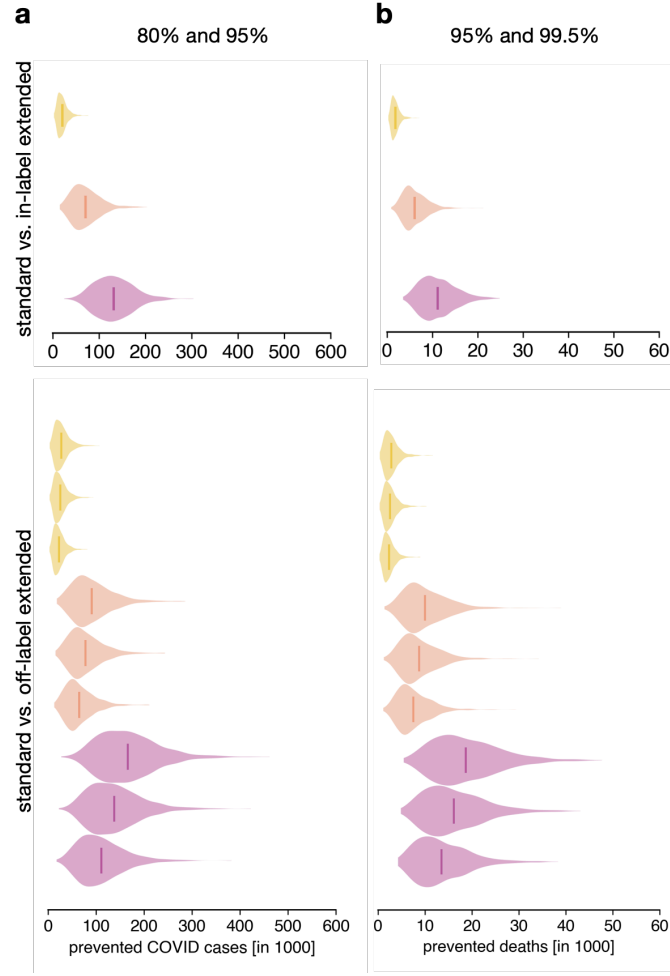 a
80% and 95%
b
95% and 99.5%
standard vs. in-label extended
0 100 200 300 400 500 600
0 10 20 30 40 50 60
standard vs. off-label extended
0 100 200 300 400 500 600
prevented COVID cases [in 1000]
0 10 20 30 40 50 60
prevented deaths [in 1000]